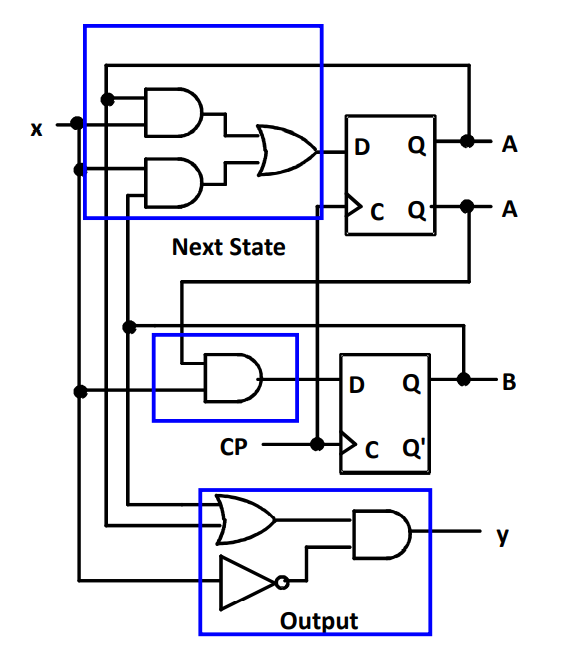 x
D Q A
C Q A
Next State
D Q B
CP C Q'
y
Output